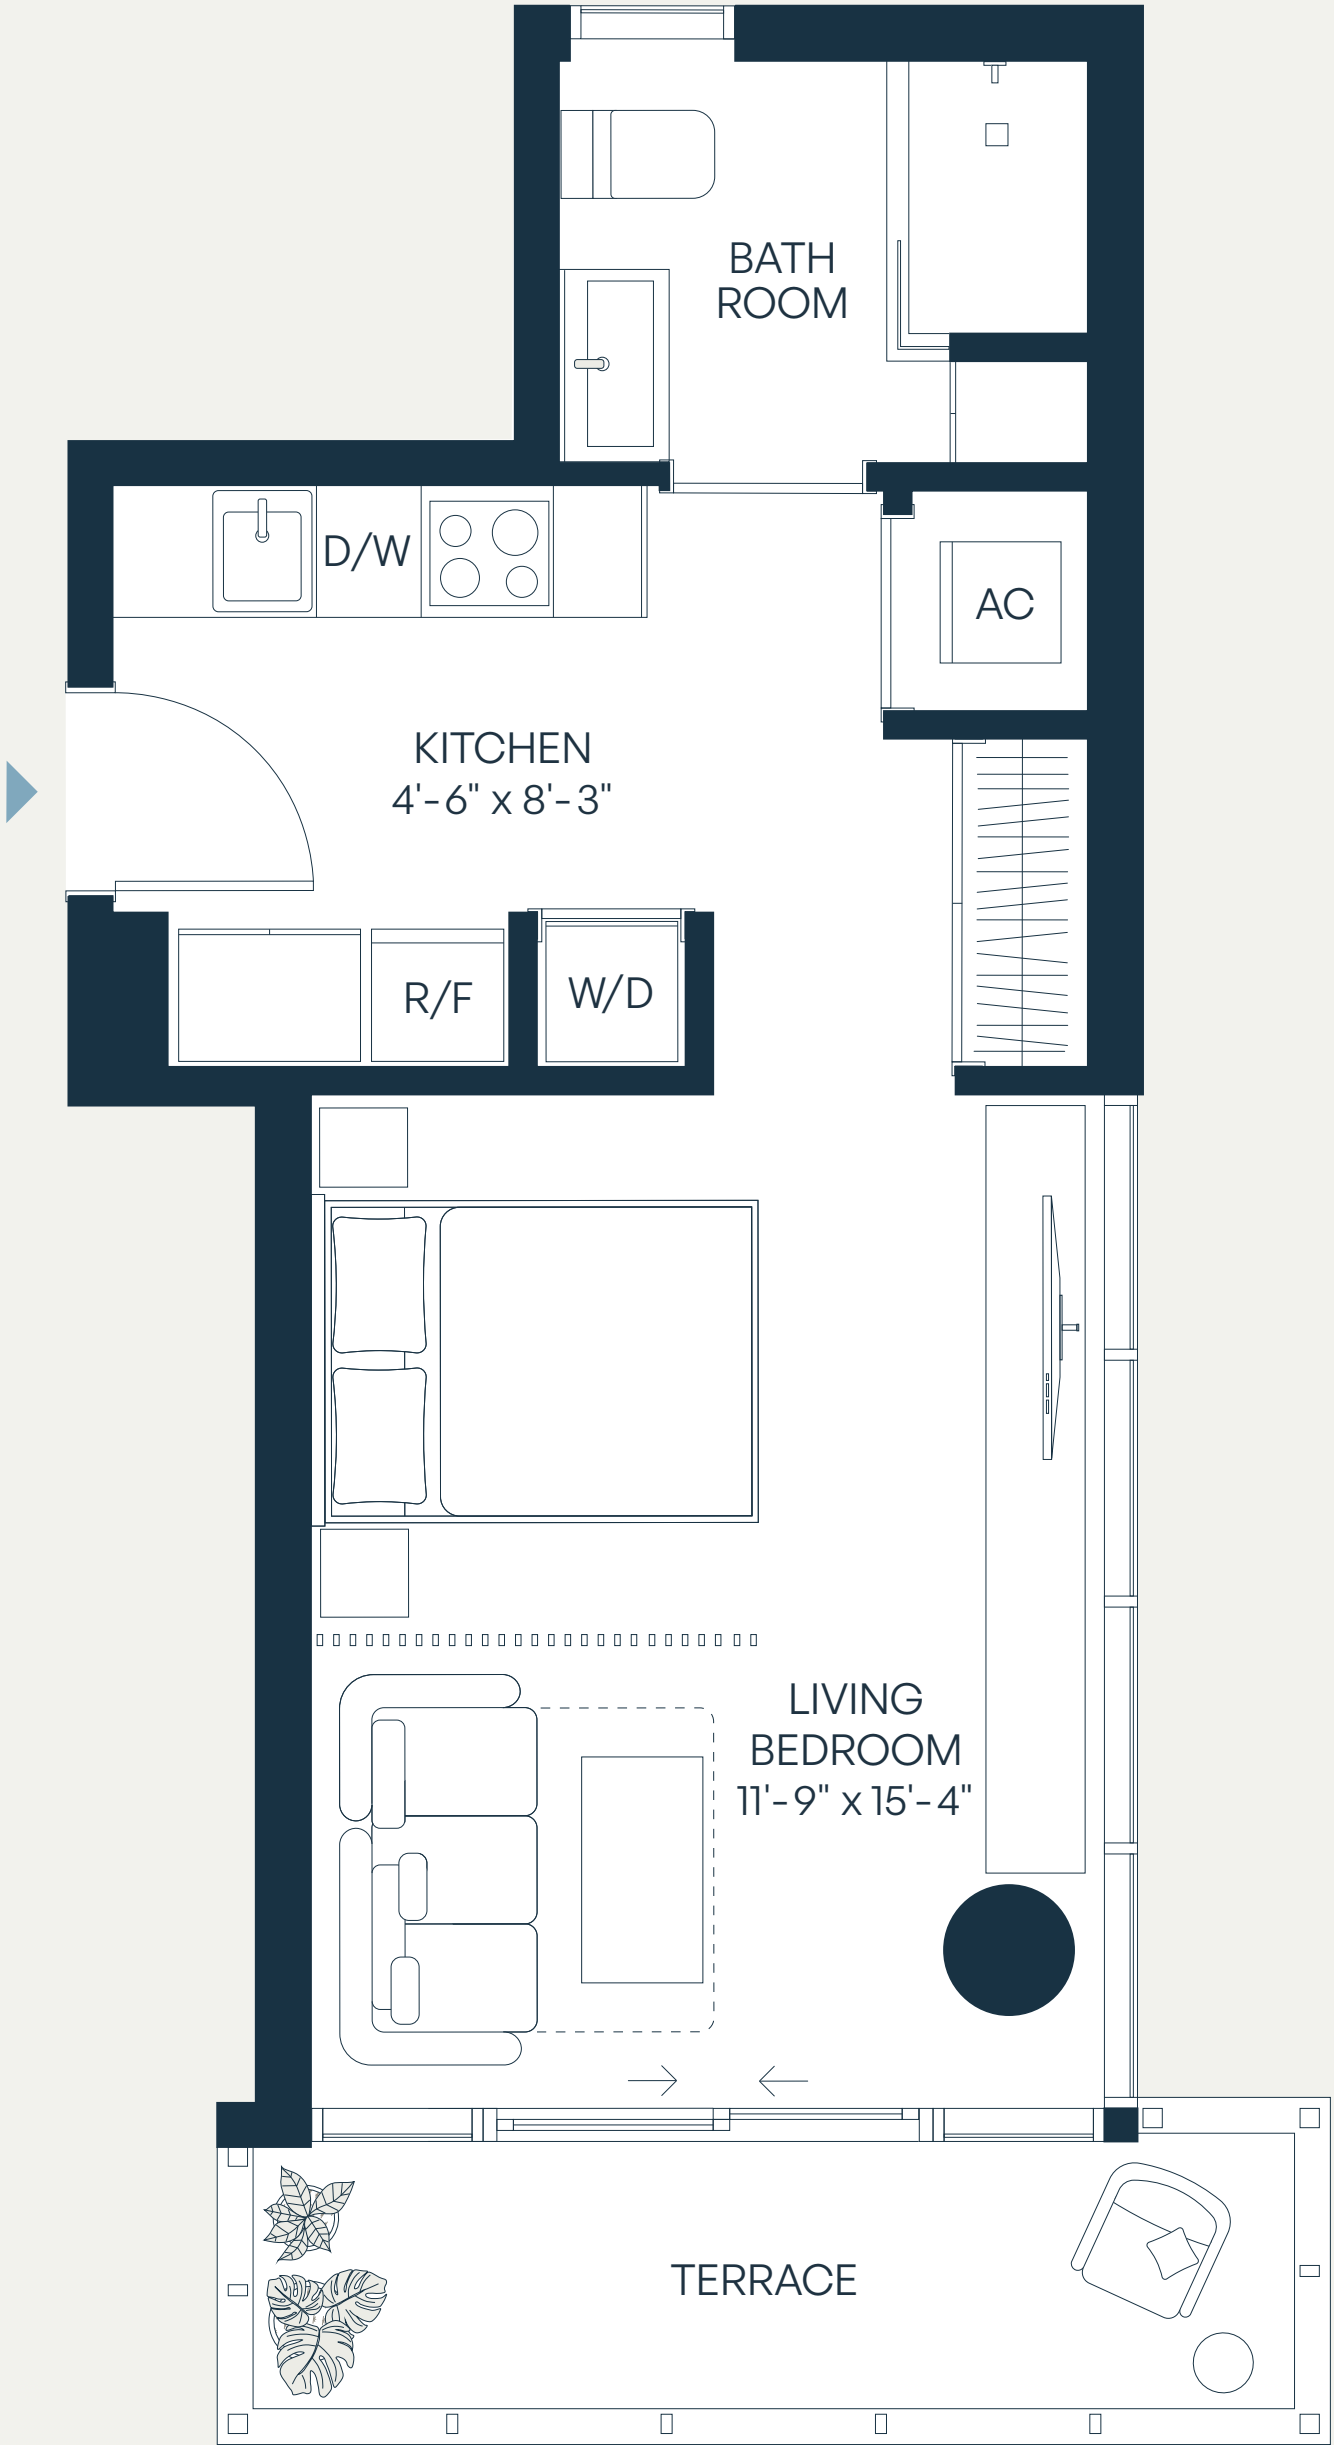 BATH
ROOM
D/W
AC
KITCHEN
4'-6" x 8'-3"
R/F
W/D
LIVING
BEDROOM
11'-9" x 15'-4"
TERRACE